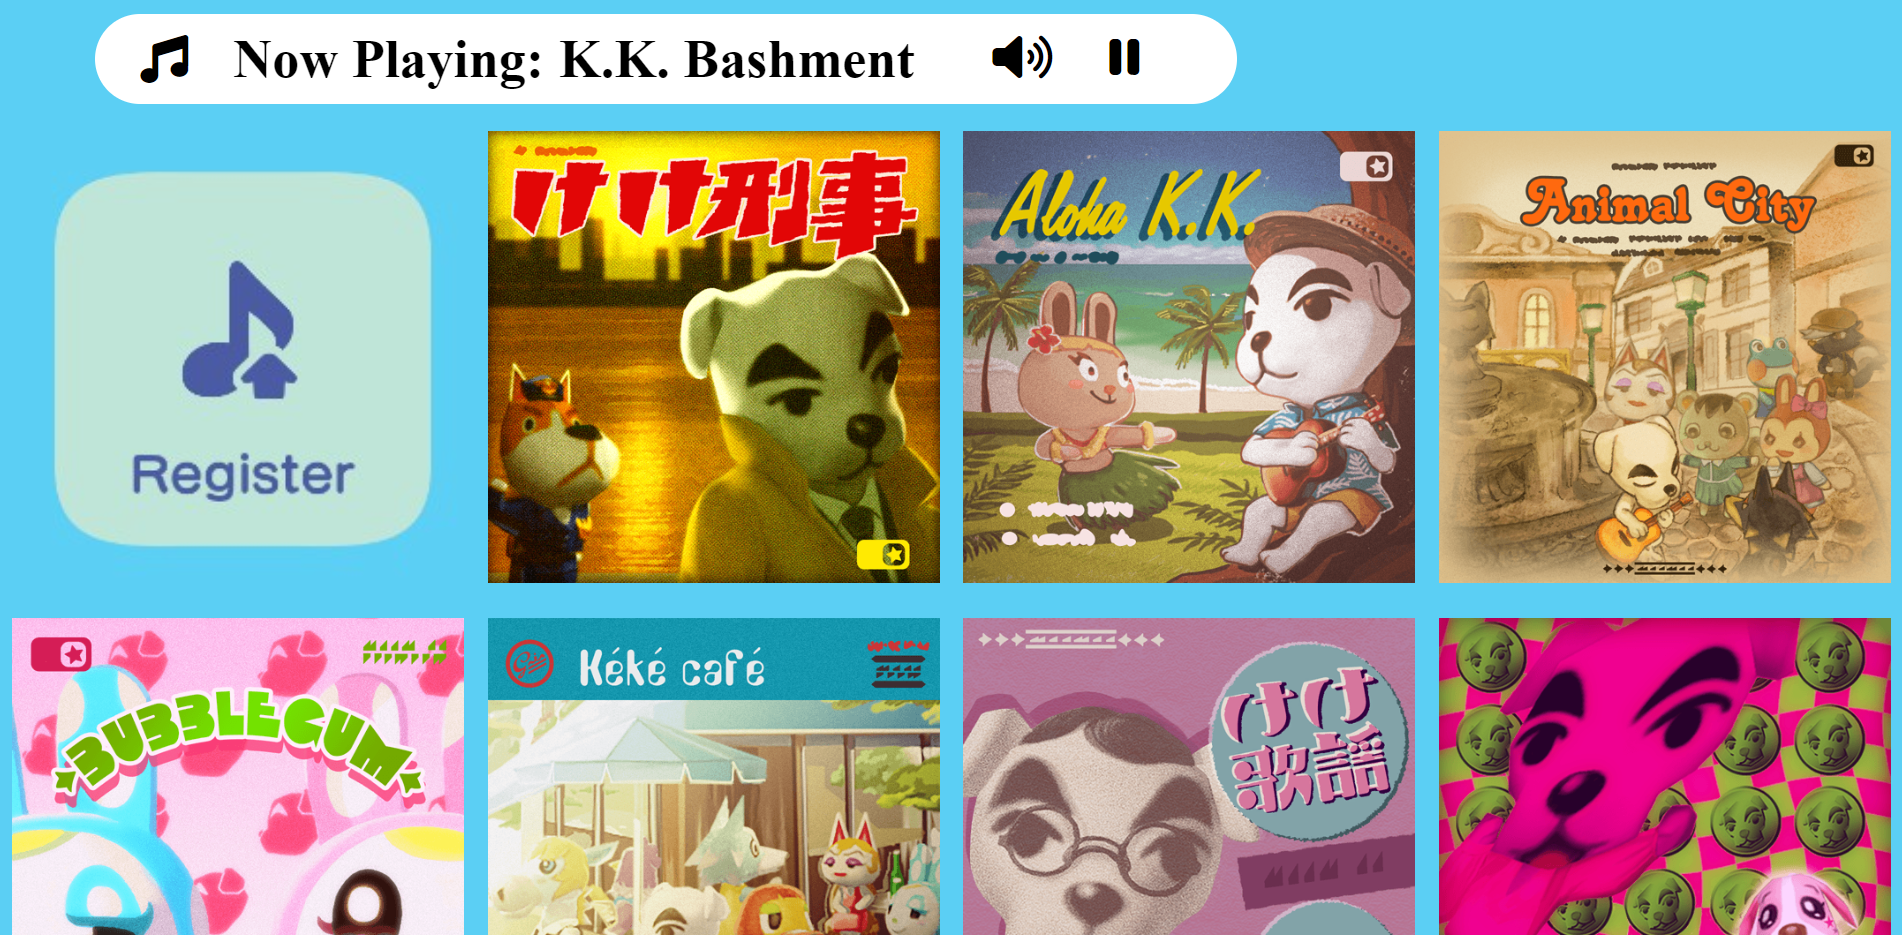 Now Playing: K.K. Bashment
Register
けけ刑事
Aloha K.K.
Animal City
BUBBLEGUM
Kéké café
けけ
歌謡